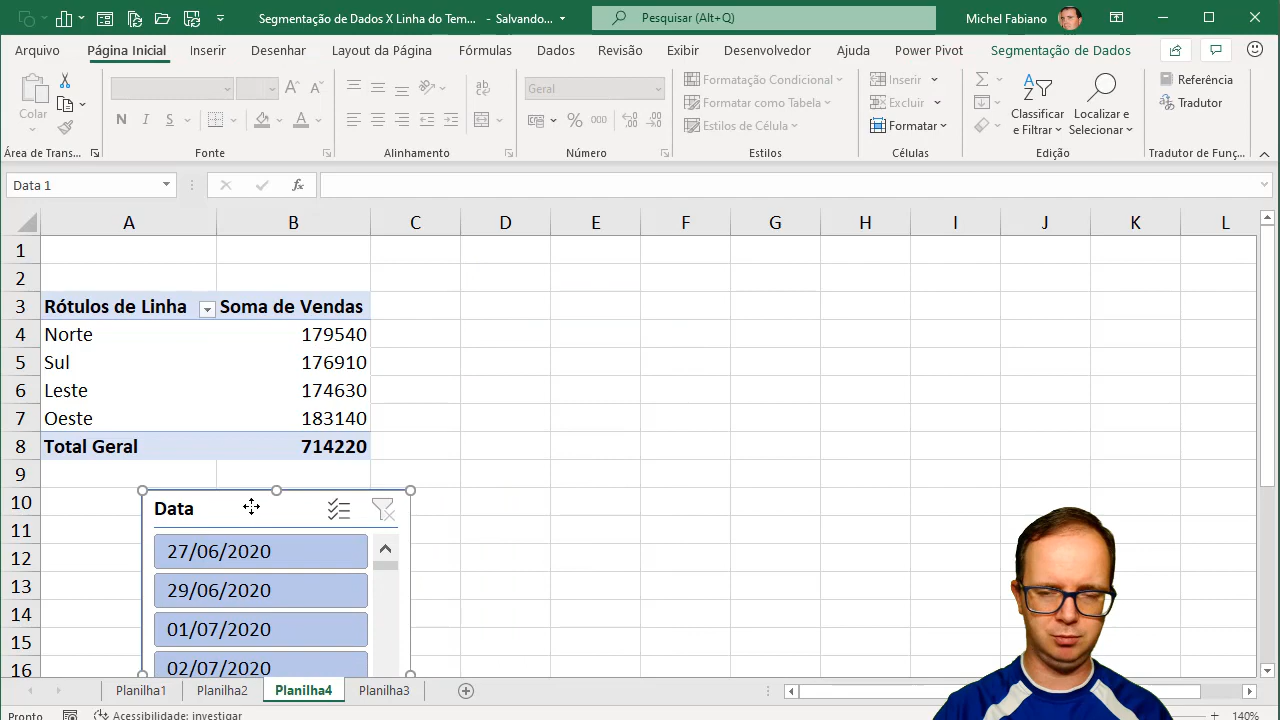 Segmentação de Dados X Linha do Tem... - Salvando...
Pesquisar (Alt+Q)
Michel Fabiano
Arquivo Página Inicial Inserir Desenhar Layout da Página Fórmulas Dados Revisão Exibir Desenvolvedor Ajuda Power Pivot Segmentação de Dados
Colar
Geral
Formatação Condicional
Formatar como Tabela
Estilos de Célula
Inserir
Excluir
Formatar
Classificar
e Filtrar
Localizar e
Selecionar
Referência
Tradutor
Área de Trans... Fonte Alinhamento Número Estilos Células Edição Tradutor de Funç...
Data 1
fx
A B C D E F G H I J K L
1
2
3 Rótulos de Linha Soma de Vendas
4 Norte 179540
5 Sul 176910
6 Leste 174630
7 Oeste 183140
8 Total Geral 714220
9
10
Data
11
12 27/06/2020
13 29/06/2020
14
15 01/07/2020
16 02/07/2020
Planilha1 Planilha2 Planilha4 Planilha3
Pronto Acessibilidade: investigar 140%